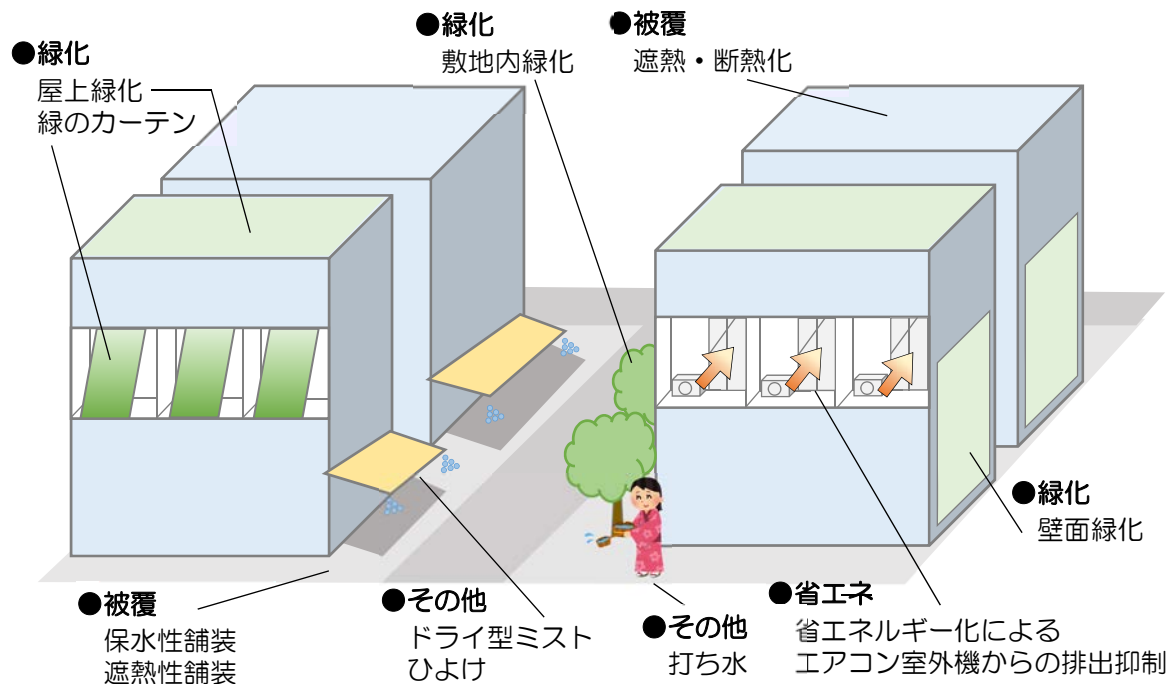 ●緑化
屋上緑化
緑のカーテン
●緑化
敷地内緑化
●被覆
遮熱・断熱化
●緑化
壁面緑化
●被覆
保水性舗装
遮熱性舗装
●その他
ドライ型ミスト
ひよけ
●その他
打ち水
●省エネ
省エネルギー化による
エアコン室外機からの排出抑制